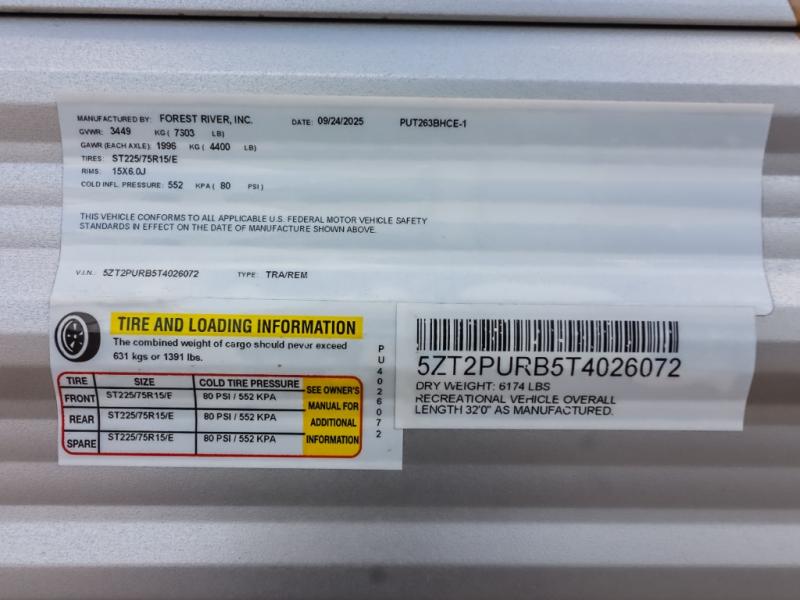 MANUFACTURED BY: FOREST RIVER, INC. DATE: 09/24/2025 PUT263BHCE-1
GVWR: 3449 KG ( 7303 LB)
GAWR (EACH AXLE): 1996 KG ( 4400 LB)
TIRES: ST225/75R15/E
RIMS: 15X6.0J
COLD INFL. PRESSURE: 552 KPA ( 80 PSI )
THIS VEHICLE CONFORMS TO ALL APPLICABLE U.S. FEDERAL MOTOR VEHICLE SAFETY
STANDARDS IN EFFECT ON THE DATE OF MANUFACTURE SHOWN ABOVE.
V.I.N.: 5ZT2PURB5T4026072 TYPE: TRA/REM
TIRE AND LOADING INFORMATION
The combined weight of cargo should never exceed
631 kgs or 1391 lbs.
TIRE SIZE COLD TIRE PRESSURE
FRONT ST225/75R15/E 80 PSI / 552 KPA
REAR ST225/75R15/E 80 PSI / 552 KPA
SPARE ST225/75R15/E 80 PSI / 552 KPA
SEE OWNER'S
MANUAL FOR
ADDITIONAL
INFORMATION
PU4026072
5ZT2PURB5T4026072
DRY WEIGHT: 6174 LBS
RECREATIONAL VEHICLE OVERALL
LENGTH 32'0" AS MANUFACTURED.